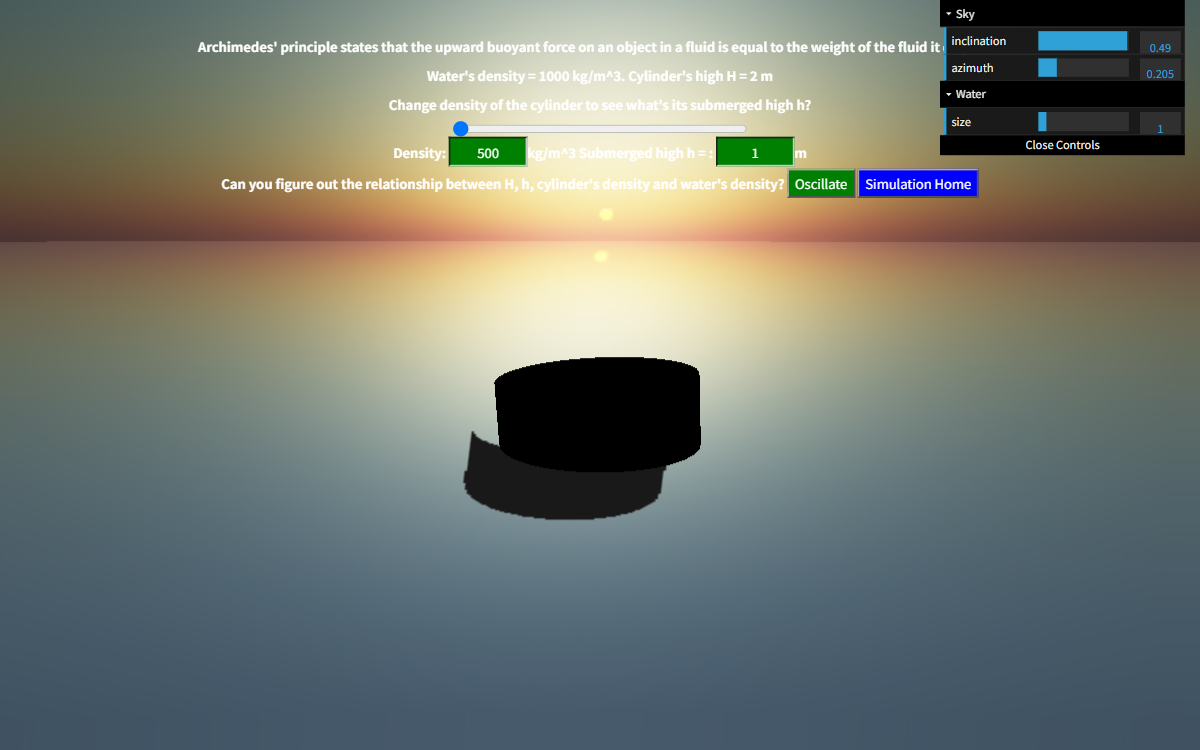 Archimedes' principle states that the upward buoyant force on an object in a fluid is equal to the weight of the fluid it
Water's density = 1000 kg/m^3. Cylinder's high H = 2 m
Change density of the cylinder to see what's its submerged high h?
Density: 500 kg/m^3 Submerged high h = : 1 m
Can you figure out the relationship between H, h, cylinder's density and water's density? Oscillate Simulation Home
Sky
inclination 0.49
azimuth 0.205
Water
size 1
Close Controls